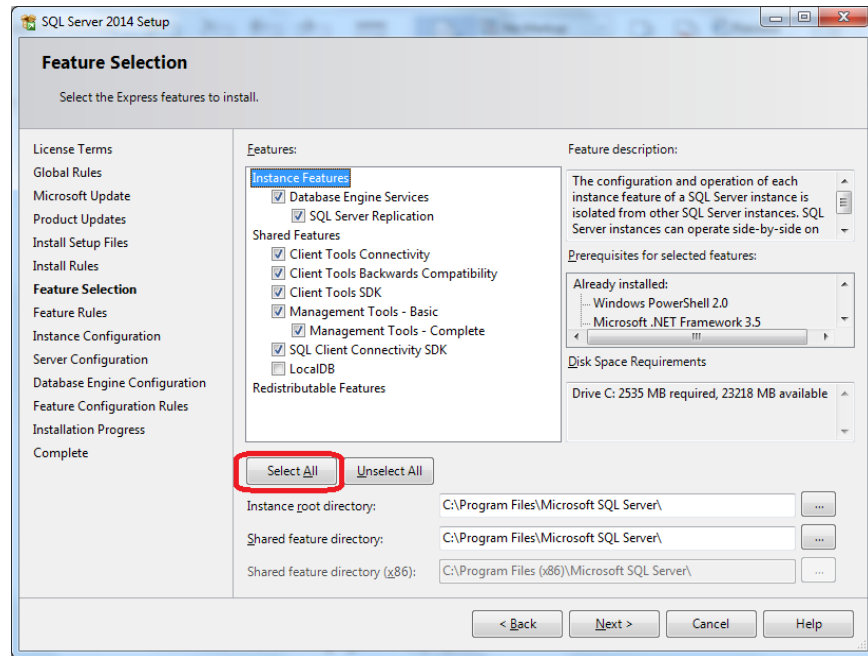 SQL Server 2014 Setup
Feature Selection
Select the Express features to install.
License Terms
Global Rules
Microsoft Update
Product Updates
Install Setup Files
Install Rules
Feature Selection
Feature Rules
Instance Configuration
Server Configuration
Database Engine Configuration
Feature Configuration Rules
Installation Progress
Complete
Features:
Instance Features
Database Engine Services
SQL Server Replication
Shared Features
Client Tools Connectivity
Client Tools Backwards Compatibility
Client Tools SDK
Management Tools - Basic
Management Tools - Complete
SQL Client Connectivity SDK
LocalDB
Redistributable Features
Feature description:
The configuration and operation of each
instance feature of a SQL Server instance is
isolated from other SQL Server instances. SQL
Server instances can operate side-by-side on
Prerequisites for selected features:
Already installed:
Windows PowerShell 2.0
Microsoft .NET Framework 3.5
Disk Space Requirements
Drive C: 2535 MB required, 23218 MB available
Select All
Unselect All
Instance root directory:
C:\Program Files\Microsoft SQL Server\
...
Shared feature directory:
C:\Program Files\Microsoft SQL Server\
...
Shared feature directory (x86):
C:\Program Files (x86)\Microsoft SQL Server\
...
< Back
Next >
Cancel
Help